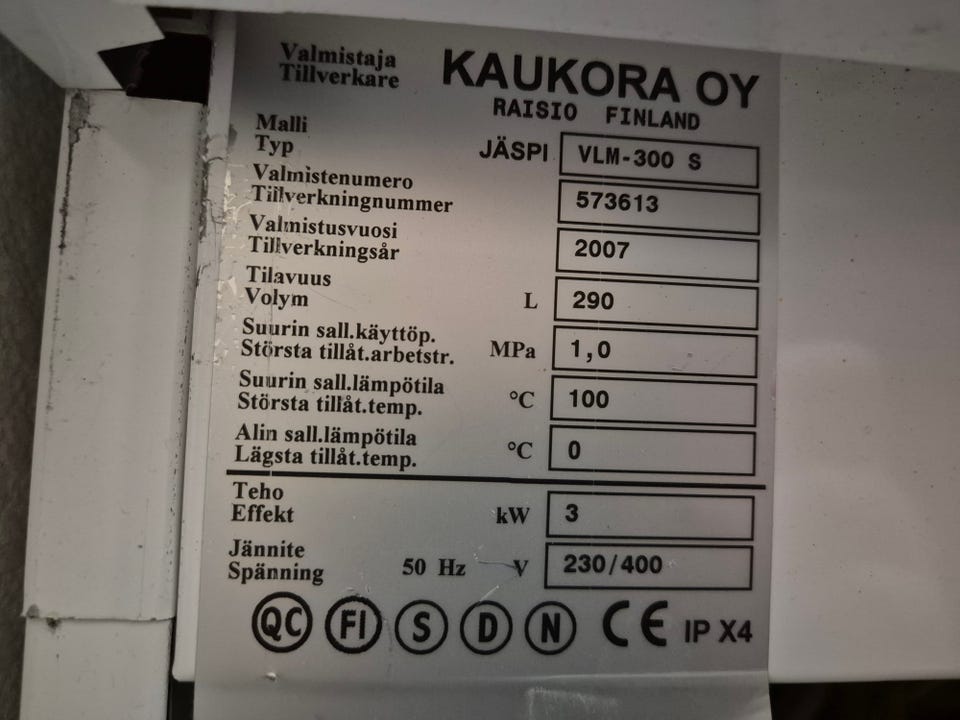 Valmistaja
Tillverkare
KAUKORA OY
RAISIO FINLAND
Malli
Typ JÄSPI VLM-300 S
Valmistenumero
Tillverkningnummer 573613
Valmistusvuosi
Tillverkningsår 2007
Tilavuus
Volym L 290
Suurin sall.käyttöp.
Största tillåt.arbetstr. MPa 1,0
Suurin sall.lämpötila
Största tillåt.temp. °C 100
Alin sall.lämpötila
Lägsta tillåt.temp. °C 0
Teho
Effekt kW 3
Jännite
Spänning 50 Hz V 230/400
QC FI S D N CE IP X4